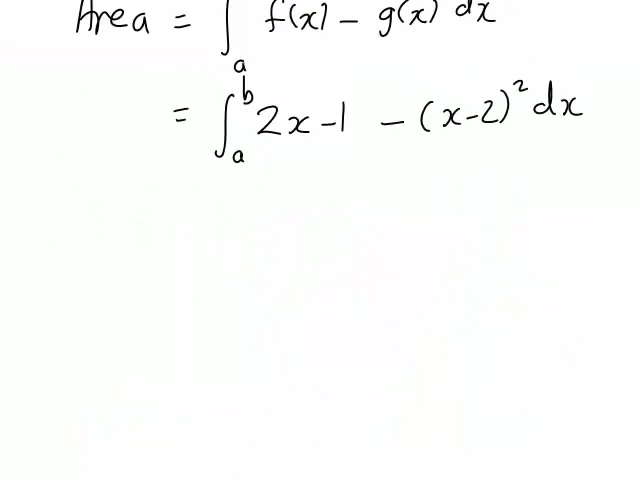 Area = ∫ₐ f(x) - g(x) dx
= ∫ₐᵇ 2x - 1 - (x-2)² dx